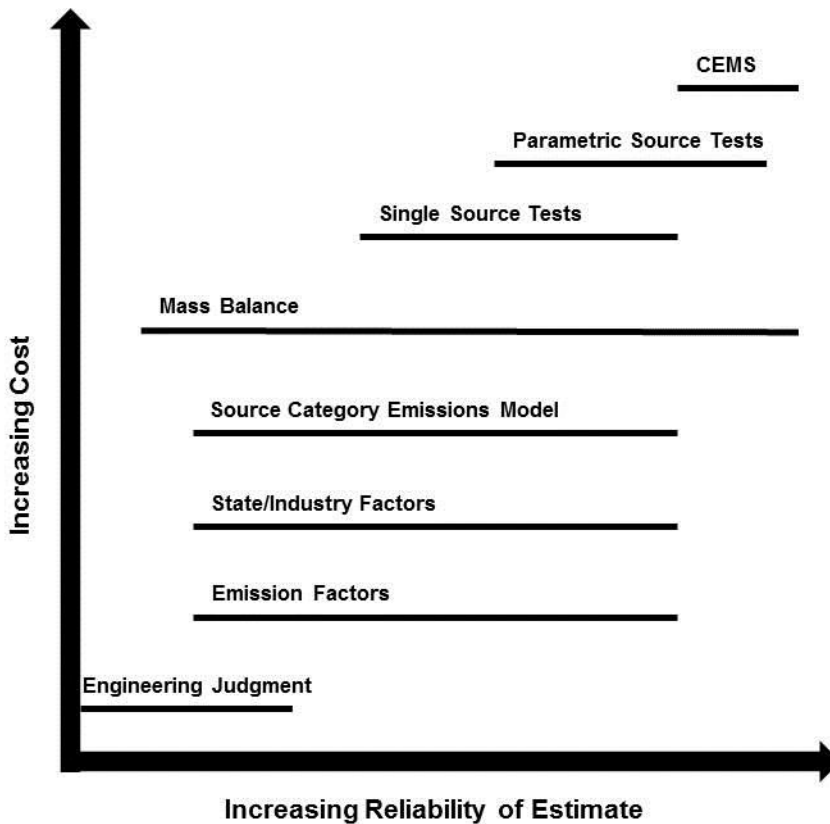 CEMS
Parametric Source Tests
Single Source Tests
Mass Balance
Source Category Emissions Model
State/Industry Factors
Emission Factors
Engineering Judgment
Increasing Cost
Increasing Reliability of Estimate